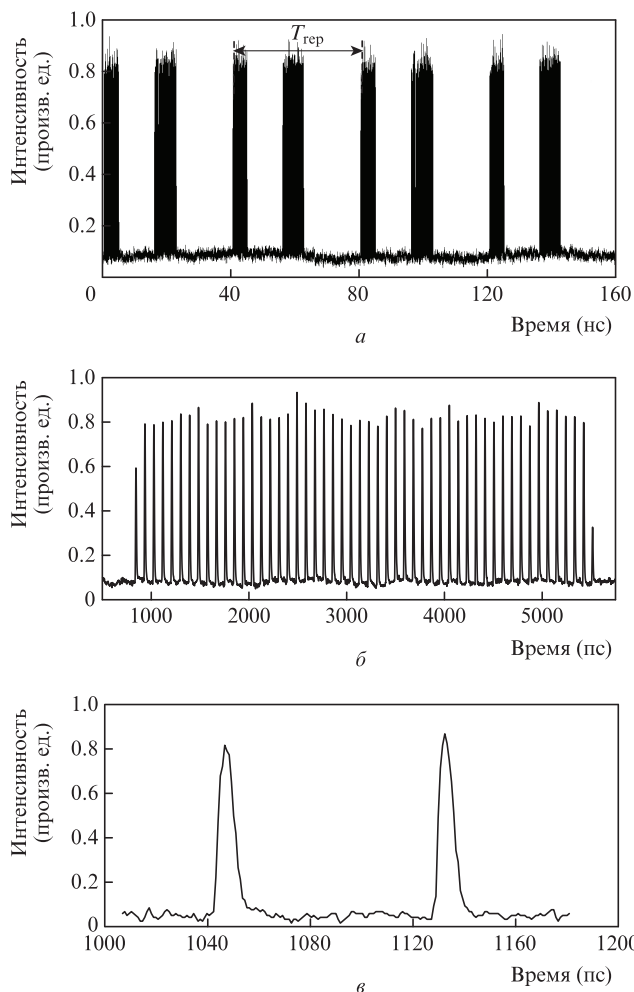 Интенсивность
(произв. ед.)
1.0
0.8
0.6
0.4
0.2
T_rep
0 40 80 120 160
Время (нс)
а
Интенсивность
(произв. ед.)
1.0
0.8
0.6
0.4
0.2
0
1000 2000 3000 4000 5000
Время (пс)
б
Интенсивность
(произв. ед.)
1.0
0.8
0.6
0.4
0.2
0
1000 1040 1080 1120 1160 1200
Время (пс)
в